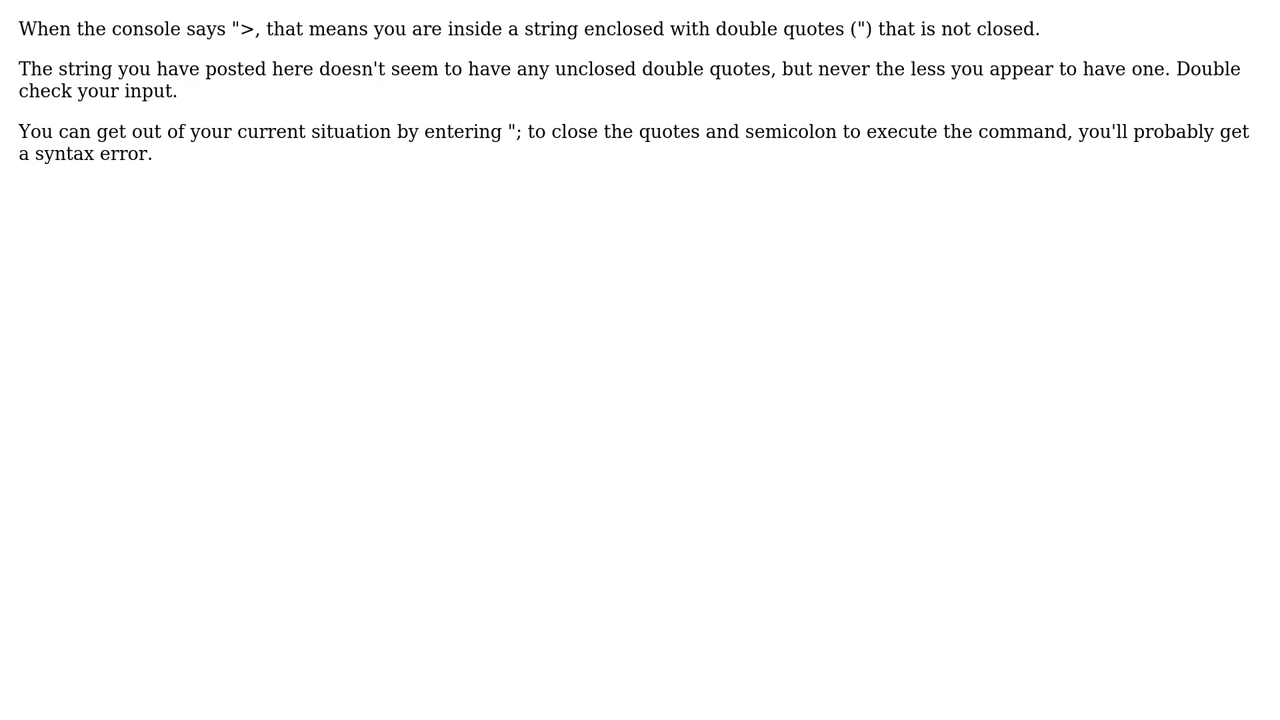 When the console says ">, that means you are inside a string enclosed with double quotes (") that is not closed.
The string you have posted here doesn't seem to have any unclosed double quotes, but never the less you appear to have one. Double
check your input.
You can get out of your current situation by entering "; to close the quotes and semicolon to execute the command, you'll probably get
a syntax error.